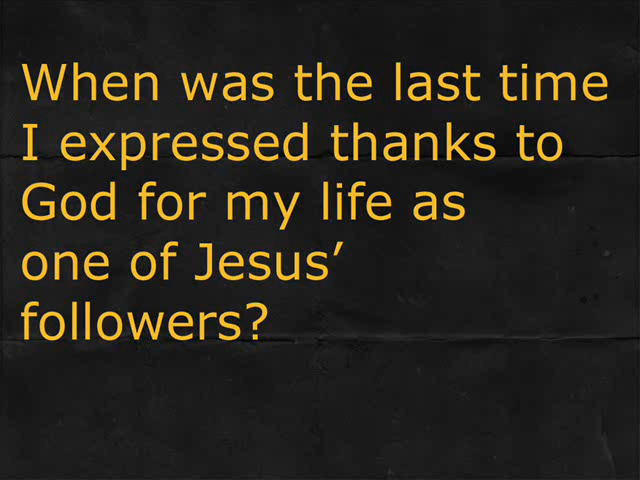 When was the last time
I expressed thanks to
God for my life as
one of Jesus’
followers?